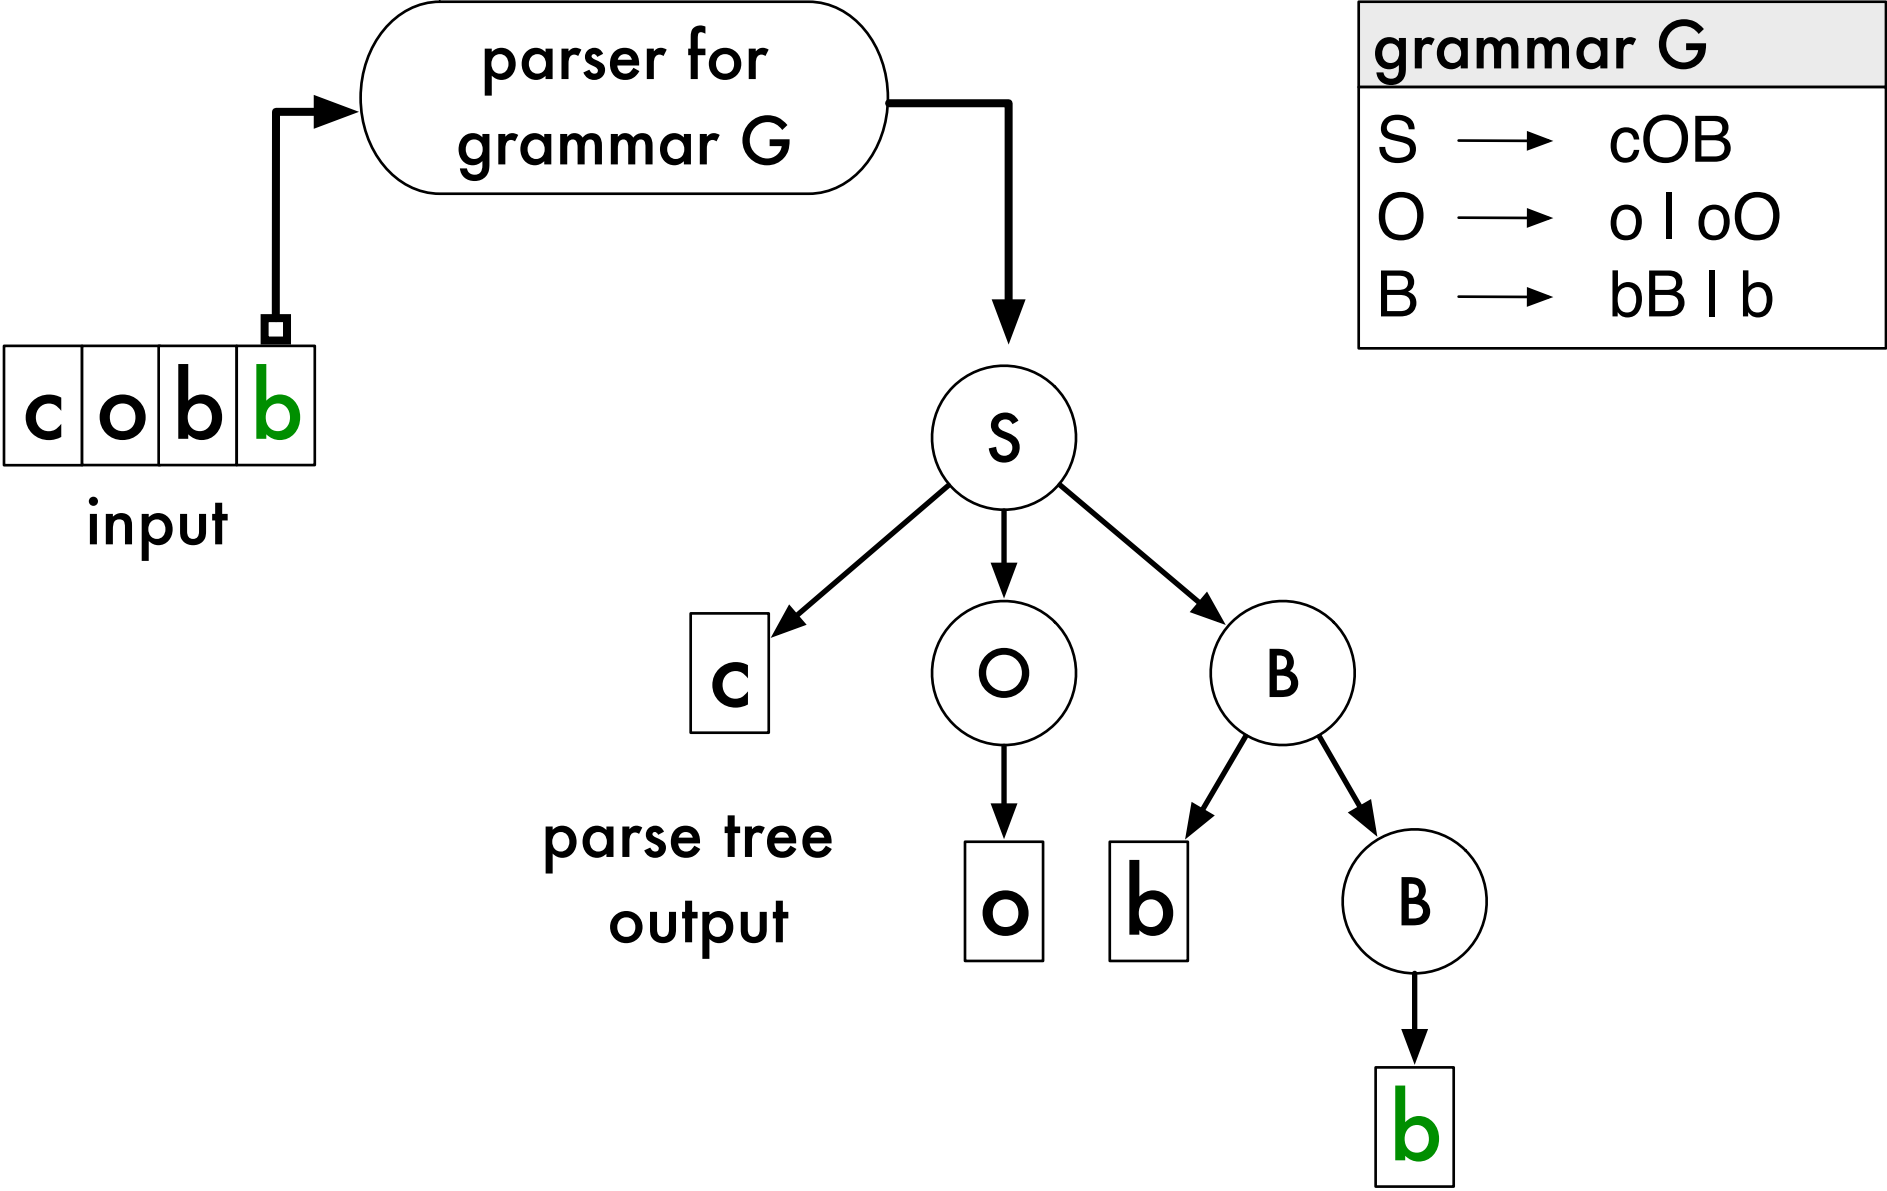 parser for
grammar G
grammar G
S → cOB
O → o | oO
B → bB | b
c o b b
input
S
c O B
parse tree
output
o b B
b